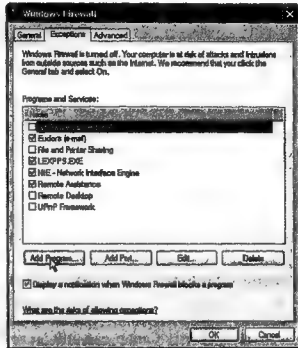 Windows Firewall
General Exceptions Advanced
Windows Firewall is turned off. Your computer is at risk of attacks and intrusions
from outside sources such as the Internet. We recommend that you click the
General tab and select On.
Programs and Services:
Name
Eudora (e-mail)
File and Printer Sharing
LEXPPS.EXE
NIE - Network Interface Engine
Remote Assistance
Remote Desktop
UPnP Framework
Add Program... Add Port... Edit... Delete
Display a notification when Windows Firewall blocks a program
What are the risks of allowing exceptions?
OK Cancel